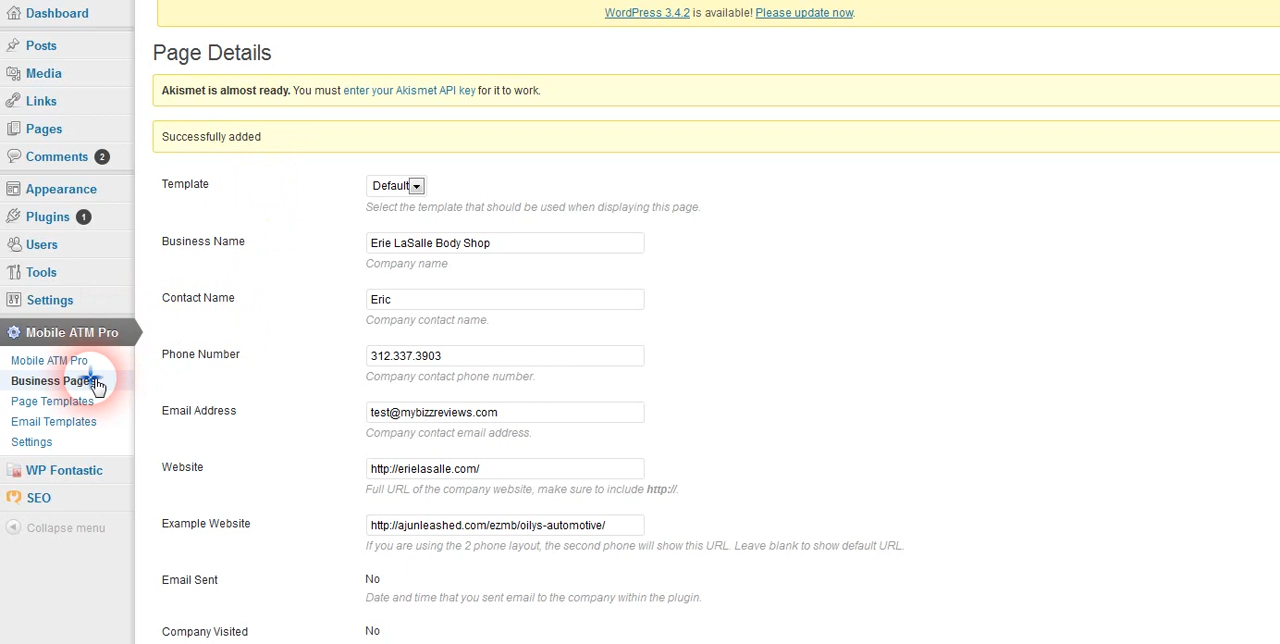 Dashboard
Posts
Media
Links
Pages
Comments 2
Appearance
Plugins 1
Users
Tools
Settings
Mobile ATM Pro
Mobile ATM Pro
Business Pages
Page Templates
Email Templates
Settings
WP Fontastic
SEO
Collapse menu
WordPress 3.4.2 is available! Please update now.
Page Details
Akismet is almost ready. You must enter your Akismet API key for it to work.
Successfully added
Template
Default
Select the template that should be used when displaying this page.
Business Name
Erie LaSalle Body Shop
Company name
Contact Name
Eric
Company contact name.
Phone Number
312.337.3903
Company contact phone number.
Email Address
test@mybizzreviews.com
Company contact email address.
Website
http://erielasalle.com/
Full URL of the company website, make sure to include http://.
Example Website
http://ajunleashed.com/ezmb/oilys-automotive/
If you are using the 2 phone layout, the second phone will show this URL. Leave blank to show default URL.
Email Sent
No
Date and time that you sent email to the company within the plugin.
Company Visited
No